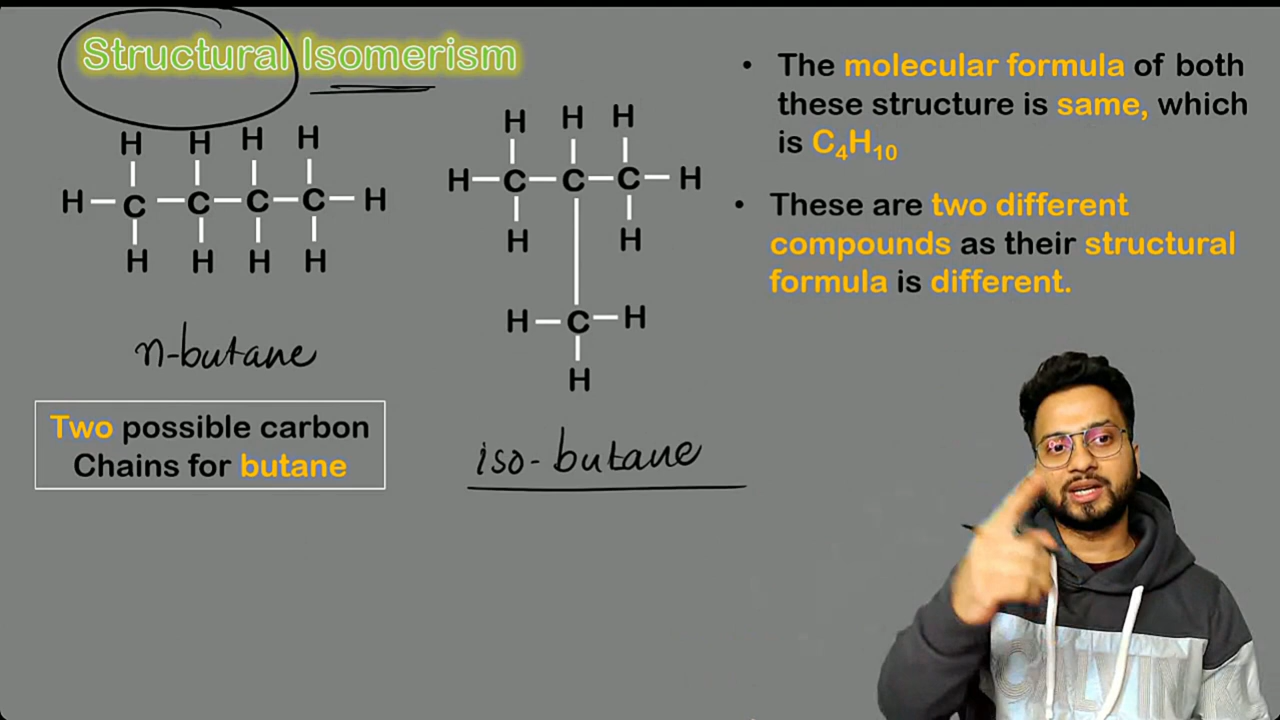 Structural Isomerism
H H H H
H C C C C H
H H H H
n-butane
Two possible carbon
Chains for butane
H H H
H C C C H
H H
H C H
H
iso-butane
• The molecular formula of both
these structure is same, which
is C₄H₁₀
• These are two different
compounds as their structural
formula is different.